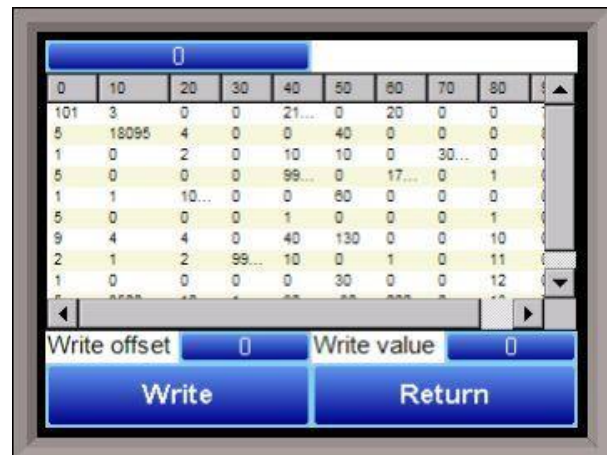 0
0 10 20 30 40 50 60 70 80
101 3 0 0 21... 0 20 0 0
5 18095 4 0 0 40 0 0 0
1 0 2 0 10 10 0 30... 0
5 0 0 0 99... 0 17... 0 1
1 1 10... 0 0 60 0 0 0
5 0 0 0 1 0 0 0 1
9 4 4 0 40 130 0 0 10
2 1 2 99... 10 0 1 0 11
1 0 0 0 0 30 0 0 12
Write offset 0 Write value 0
Write Return